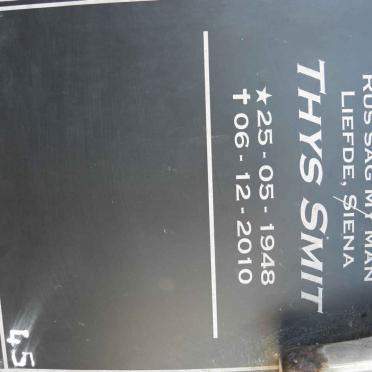 RUS SAG MY MAN
LIEFDE, SIENA
THYS SMIT
★ 25 - 05 - 1948
✝ 06 - 12 - 2010
45